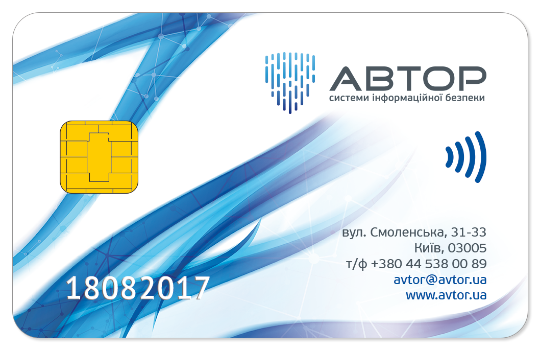 АВТОР
системи інформаційної безпеки
вул. Смоленська, 31-33
Київ, 03005
т/ф +380 44 538 00 89
avtor@avtor.ua
www.avtor.ua
18082017